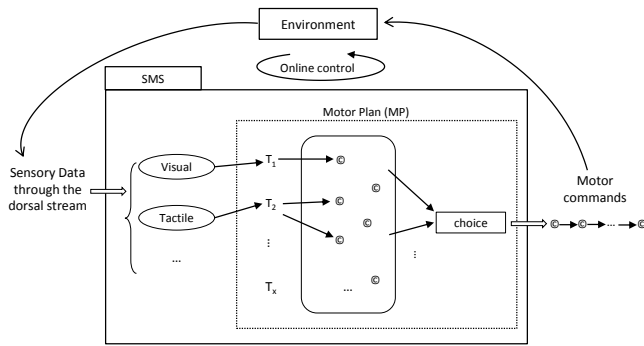 Environment
Online control
SMS
Motor Plan (MP)
Sensory Data
through the
dorsal stream
Visual
Tactile
...
T1
T2
⋮
Tx
©
©
©
©
©
©
...
choice
⋮
Motor
commands
© © ... ©